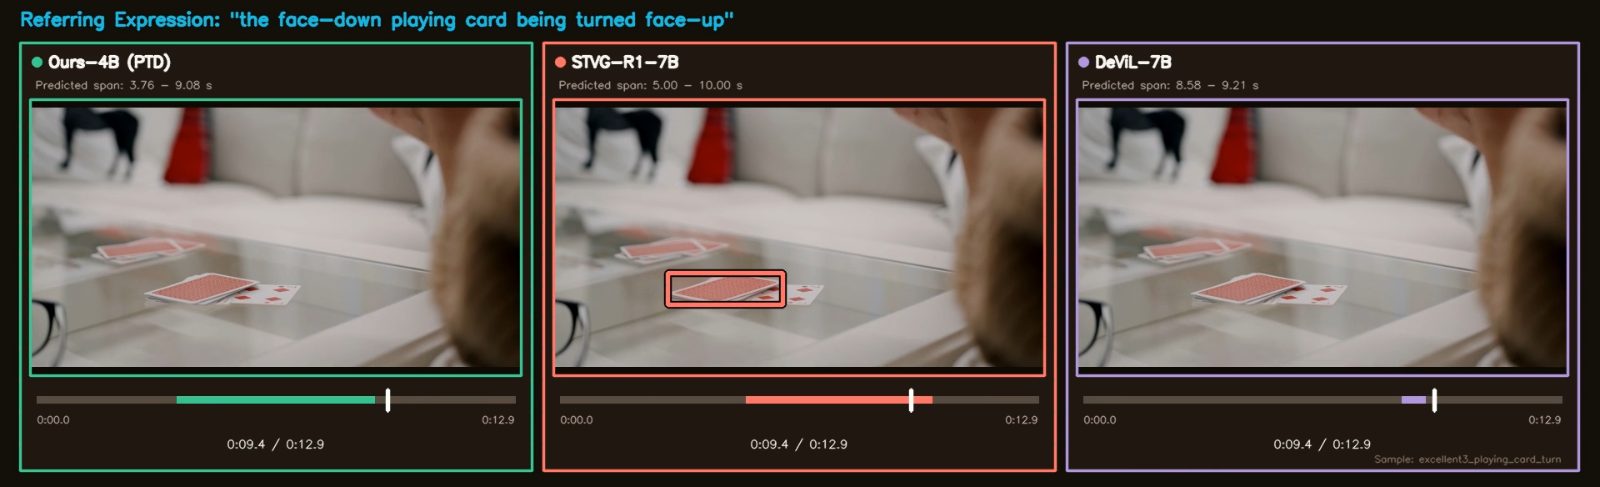 Referring Expression: "the face-down playing card being turned face-up"
Ours-4B (PTD)
Predicted span: 3.76 - 9.08 s
0:00.0 0:12.9
0:09.4 / 0:12.9
STVG-R1-7B
Predicted span: 5.00 - 10.00 s
0:00.0 0:12.9
0:09.4 / 0:12.9
DeViL-7B
Predicted span: 8.58 - 9.21 s
0:00.0 0:12.9
0:09.4 / 0:12.9
Sample: excellent3_playing_card_turn